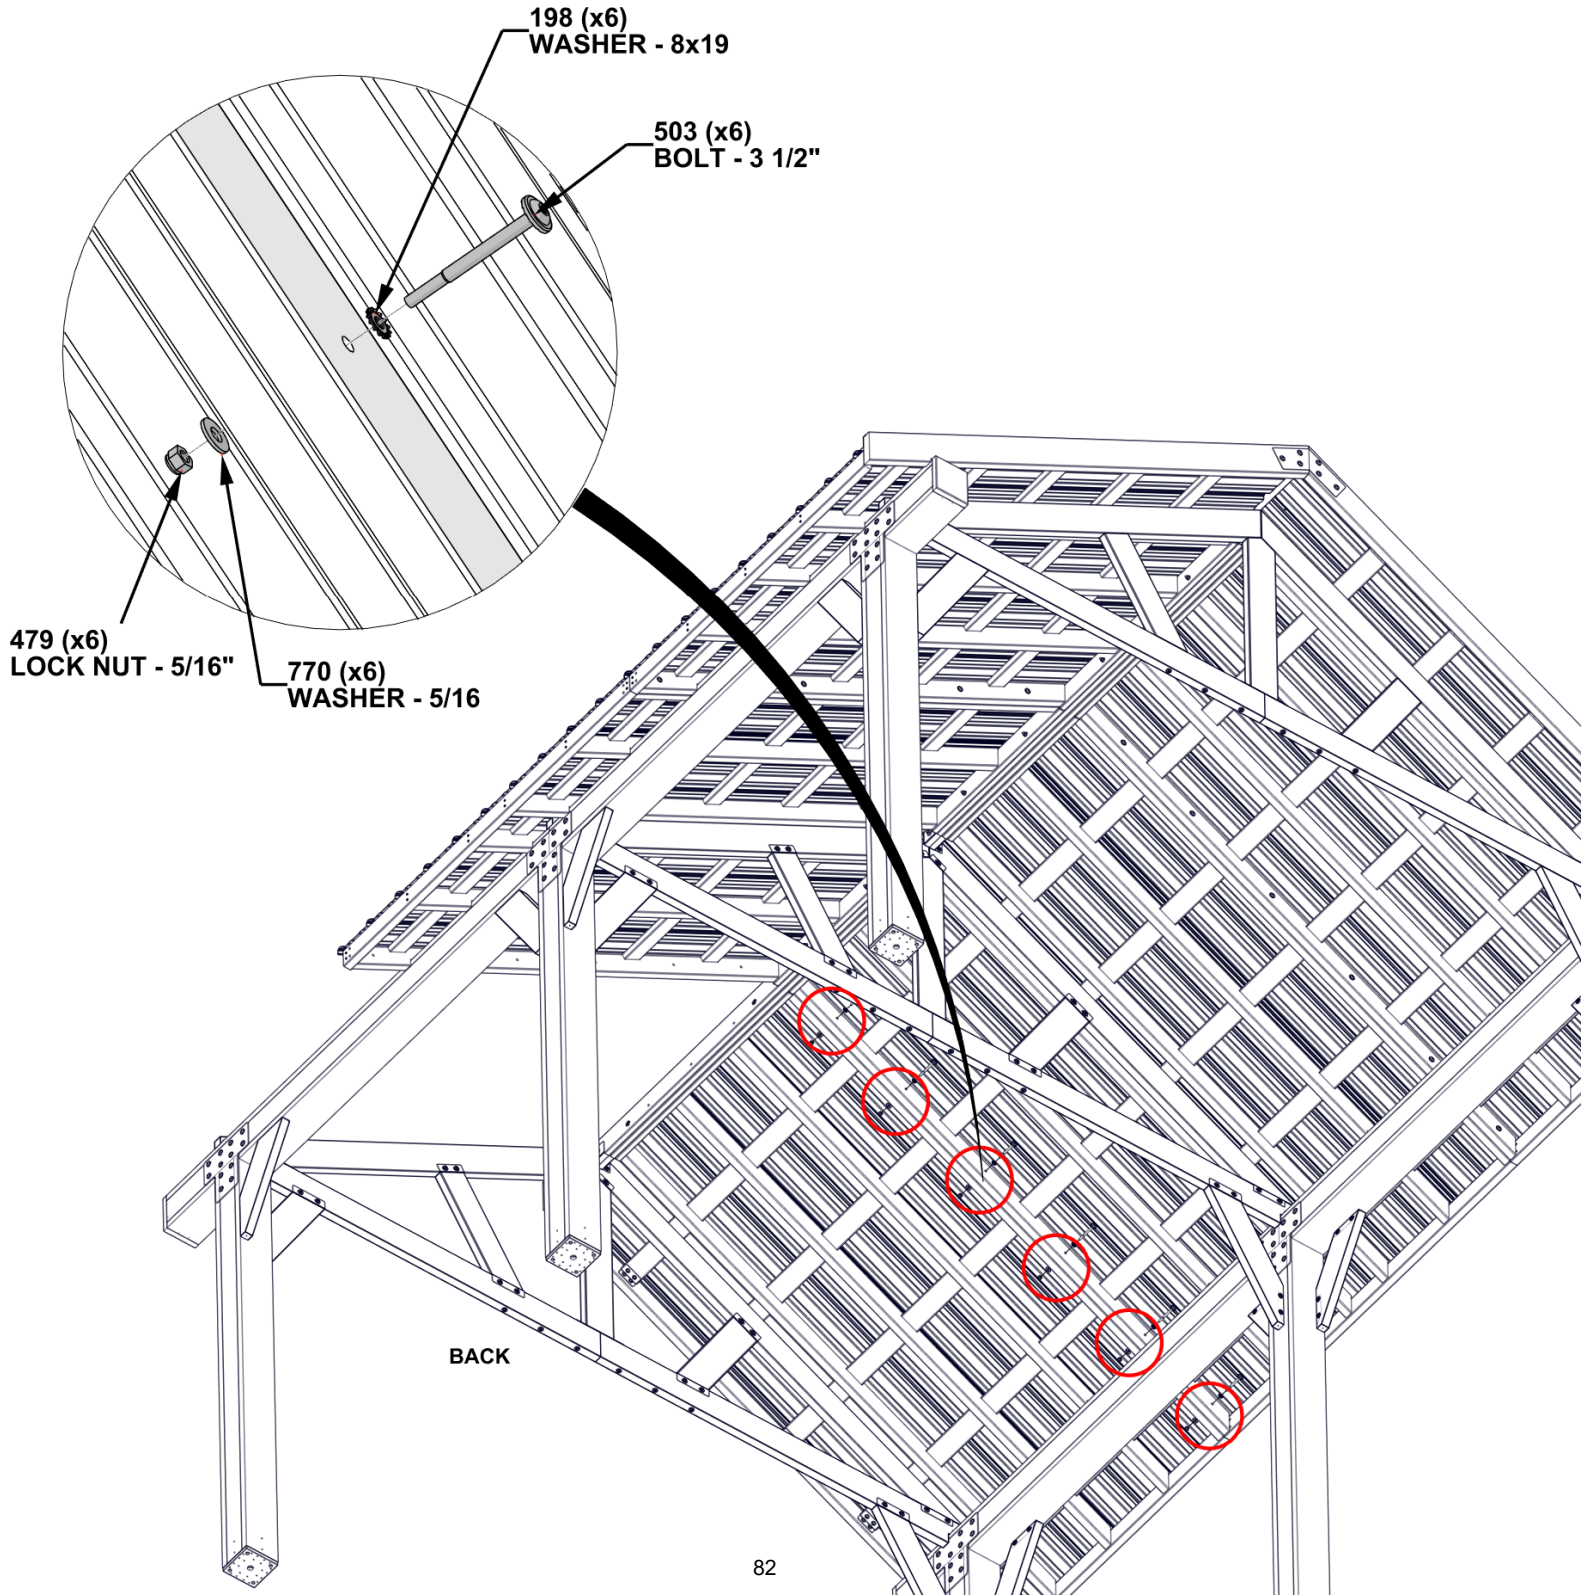 198 (x6)
WASHER - 8x19
503 (x6)
BOLT - 3 1/2"
479 (x6)
LOCK NUT - 5/16"
770 (x6)
WASHER - 5/16
BACK
82